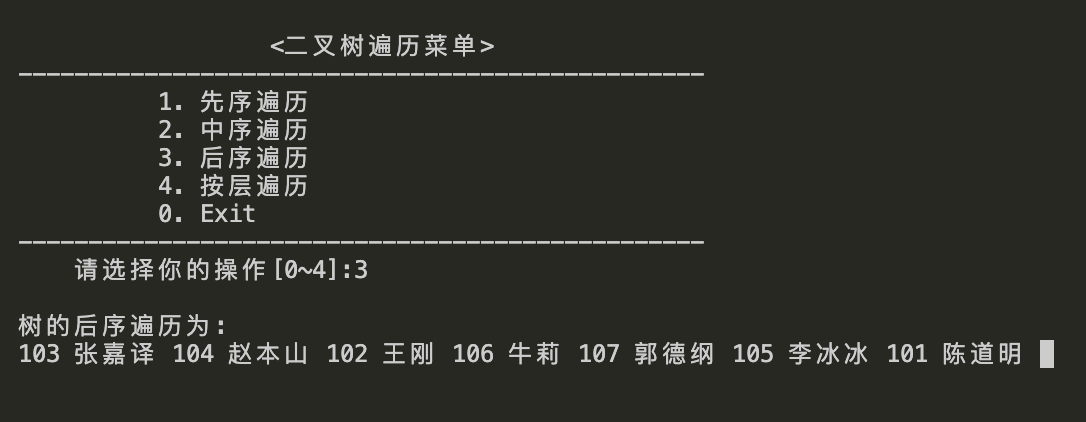 <二叉树遍历菜单>
-------------------------------------------------
1. 先序遍历
2. 中序遍历
3. 后序遍历
4. 按层遍历
0. Exit
-------------------------------------------------
请选择你的操作[0~4]:3
树的后序遍历为:
103 张嘉译 104 赵本山 102 王刚 106 牛莉 107 郭德纲 105 李冰冰 101 陈道明